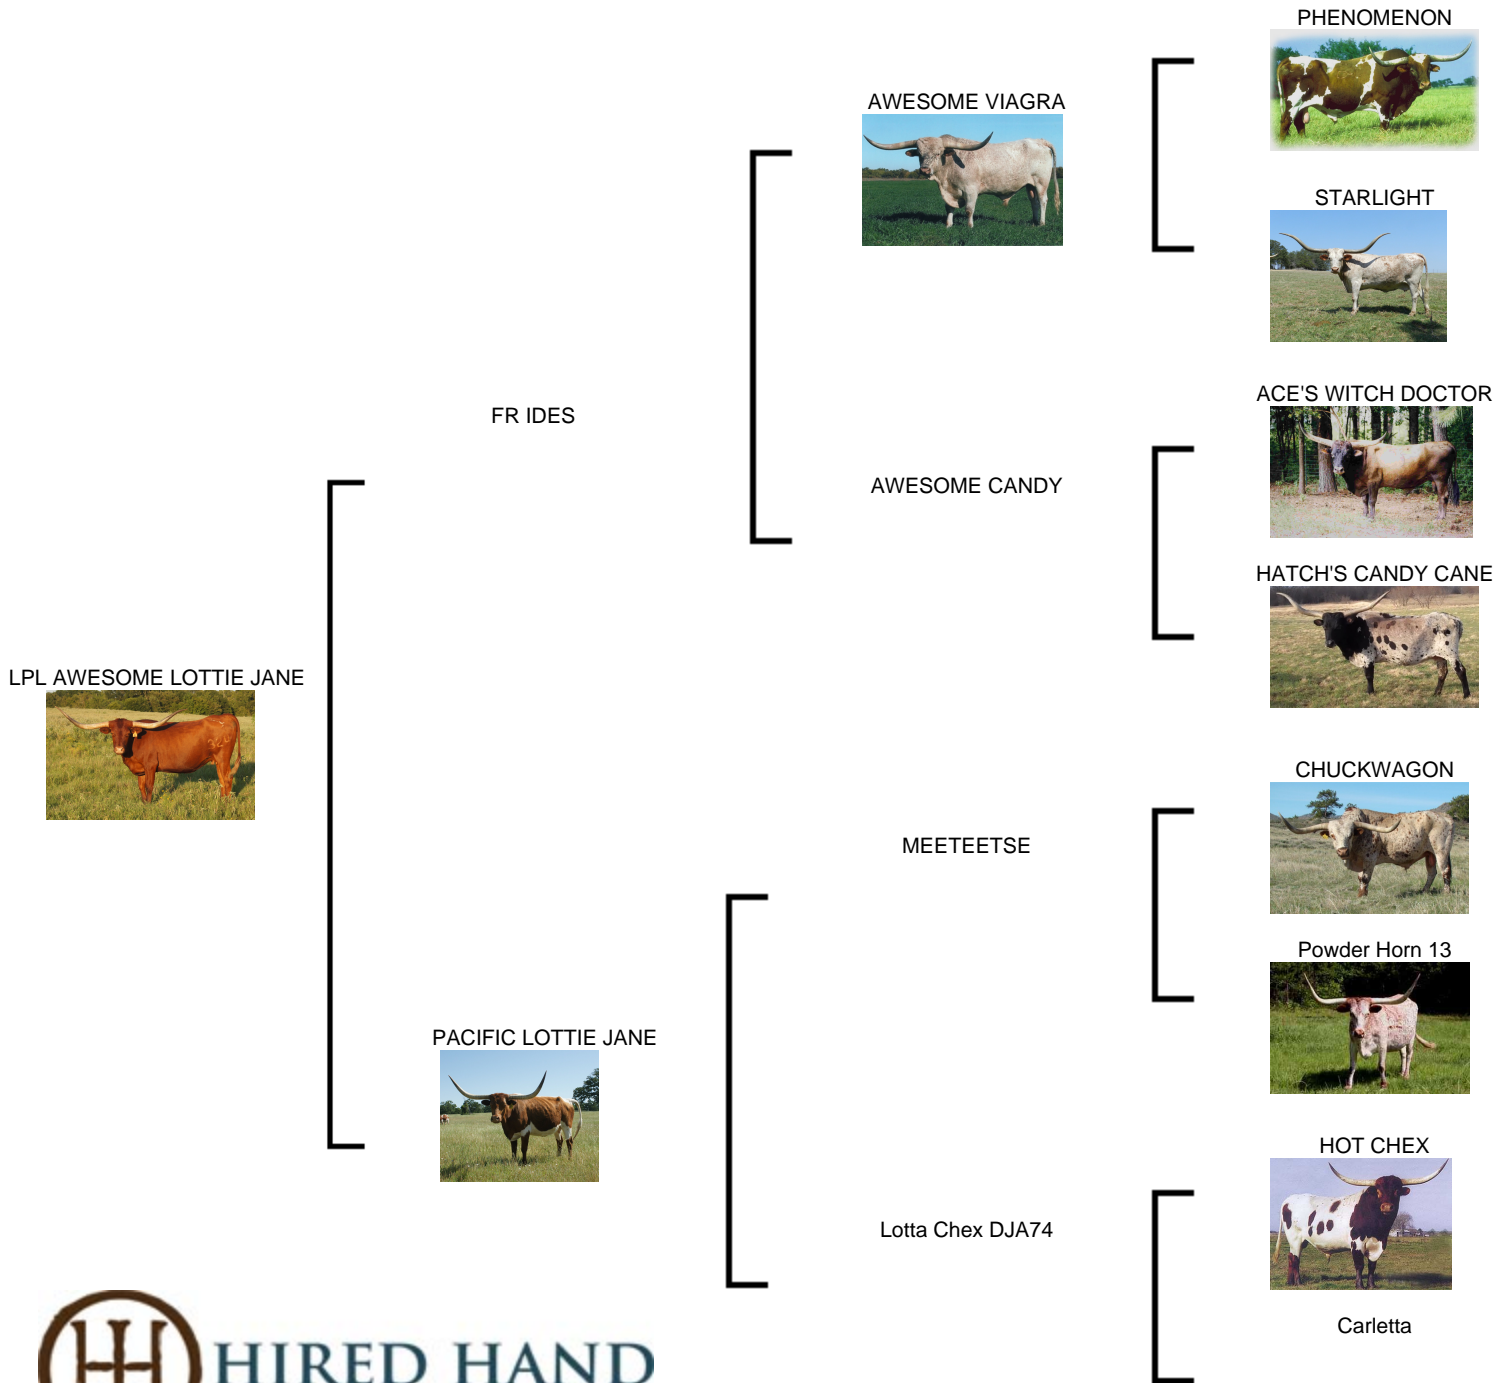 PHENOMENON
AWESOME VIAGRA
STARLIGHT
ACE'S WITCH DOCTOR
FR IDES
AWESOME CANDY
HATCH'S CANDY CANE
LPL AWESOME LOTTIE JANE
CHUCKWAGON
MEETEETSE
Powder Horn 13
PACIFIC LOTTIE JANE
HOT CHEX
Lotta Chex DJA74
Carletta
HIRED HAND